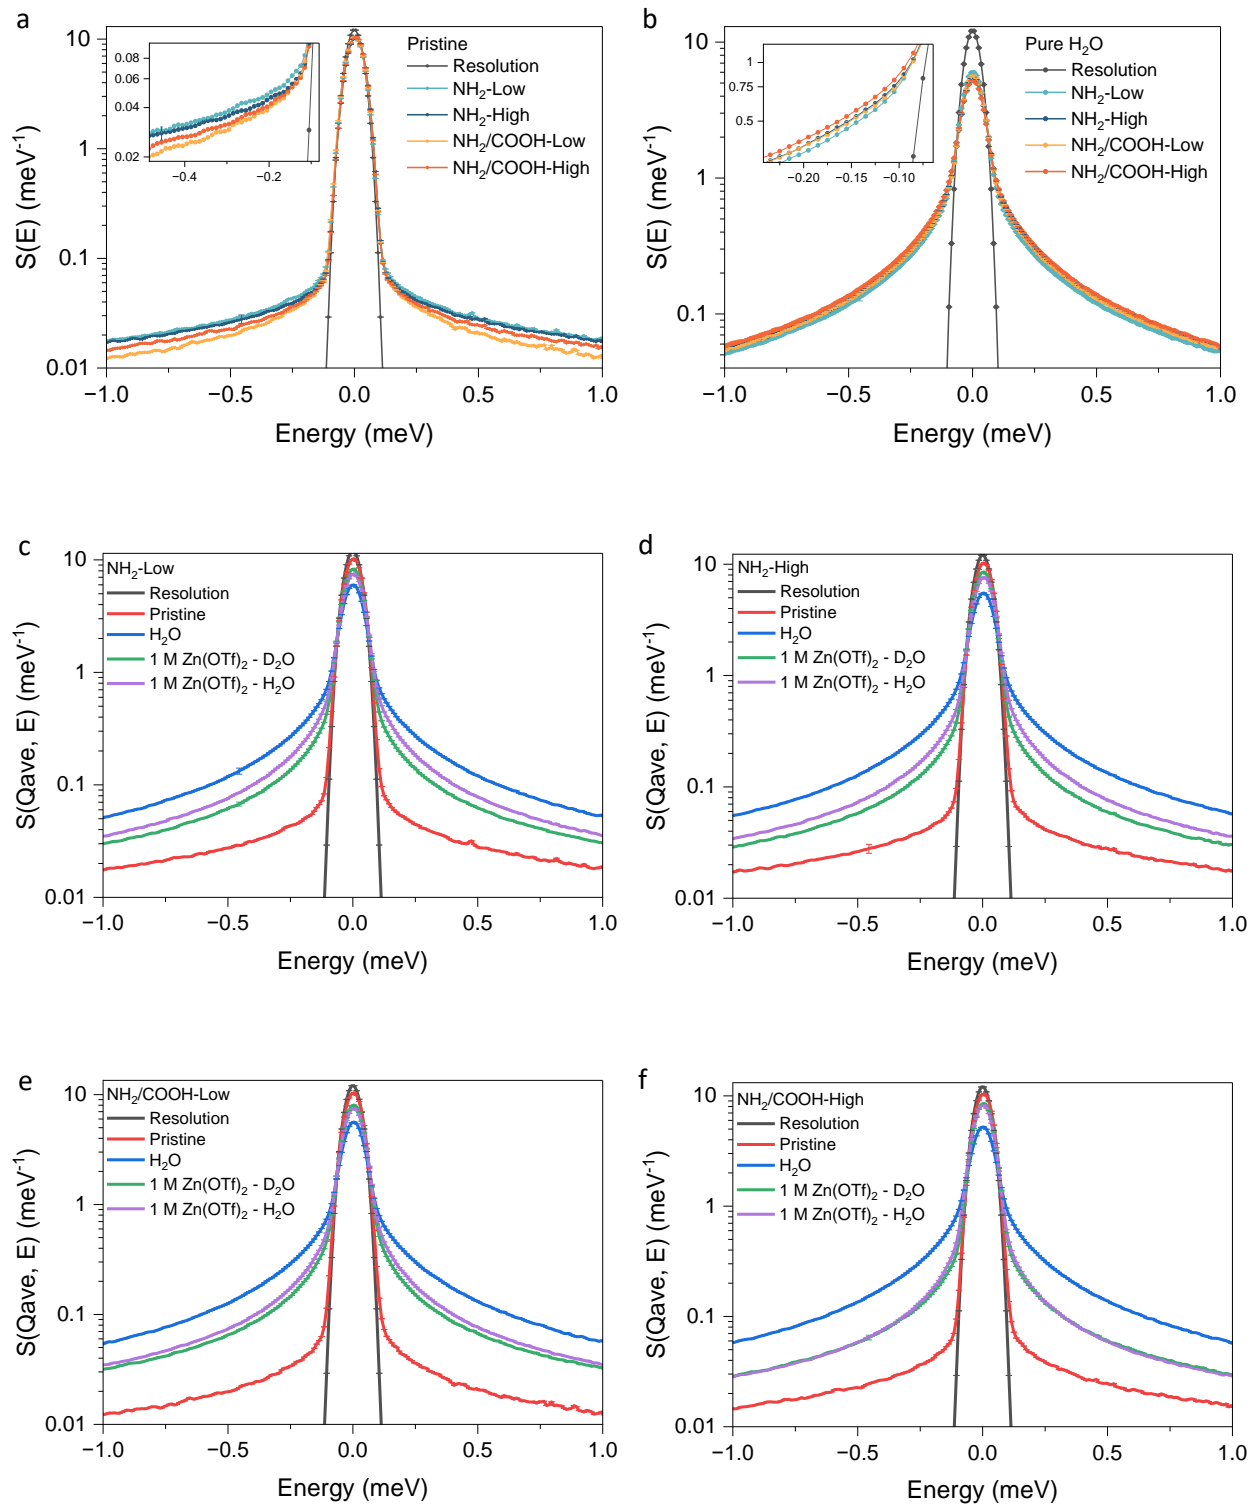 a
Pristine
Resolution
NH₂-Low
NH₂-High
NH₂/COOH-Low
NH₂/COOH-High
0.08
0.06
0.04
0.02
−0.4
−0.2
10
1
0.1
0.01
S(E) (meV⁻¹)
−1.0
−0.5
0.0
0.5
1.0
Energy (meV)
b
Pure H₂O
Resolution
NH₂-Low
NH₂-High
NH₂/COOH-Low
NH₂/COOH-High
1
0.75
0.5
−0.20
−0.15
−0.10
10
1
0.1
S(E) (meV⁻¹)
−1.0
−0.5
0.0
0.5
1.0
Energy (meV)
c
NH₂-Low
Resolution
Pristine
H₂O
1 M Zn(OTf)₂ - D₂O
1 M Zn(OTf)₂ - H₂O
10
1
0.1
0.01
S(Qave, E) (meV⁻¹)
−1.0
−0.5
0.0
0.5
1.0
Energy (meV)
d
NH₂-High
Resolution
Pristine
H₂O
1 M Zn(OTf)₂ - D₂O
1 M Zn(OTf)₂ - H₂O
10
1
0.1
0.01
S(Qave, E) (meV⁻¹)
−1.0
−0.5
0.0
0.5
1.0
Energy (meV)
e
NH₂/COOH-Low
Resolution
Pristine
H₂O
1 M Zn(OTf)₂ - D₂O
1 M Zn(OTf)₂ - H₂O
10
1
0.1
0.01
S(Qave, E) (meV⁻¹)
−1.0
−0.5
0.0
0.5
1.0
Energy (meV)
f
NH₂/COOH-High
Resolution
Pristine
H₂O
1 M Zn(OTf)₂ - D₂O
1 M Zn(OTf)₂ - H₂O
10
1
0.1
0.01
S(Qave, E) (meV⁻¹)
−1.0
−0.5
0.0
0.5
1.0
Energy (meV)